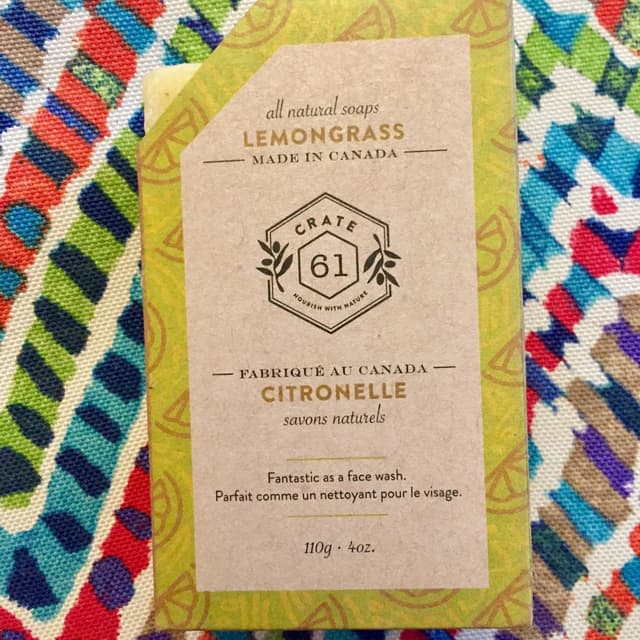 all natural soaps
LEMONGRASS
MADE IN CANADA
CRATE
61
NOURISH WITH NATURE
FABRIQUÉ AU CANADA
CITRONELLE
savons naturels
Fantastic as a face wash.
Parfait comme un nettoyant pour le visage.
110g · 4oz.